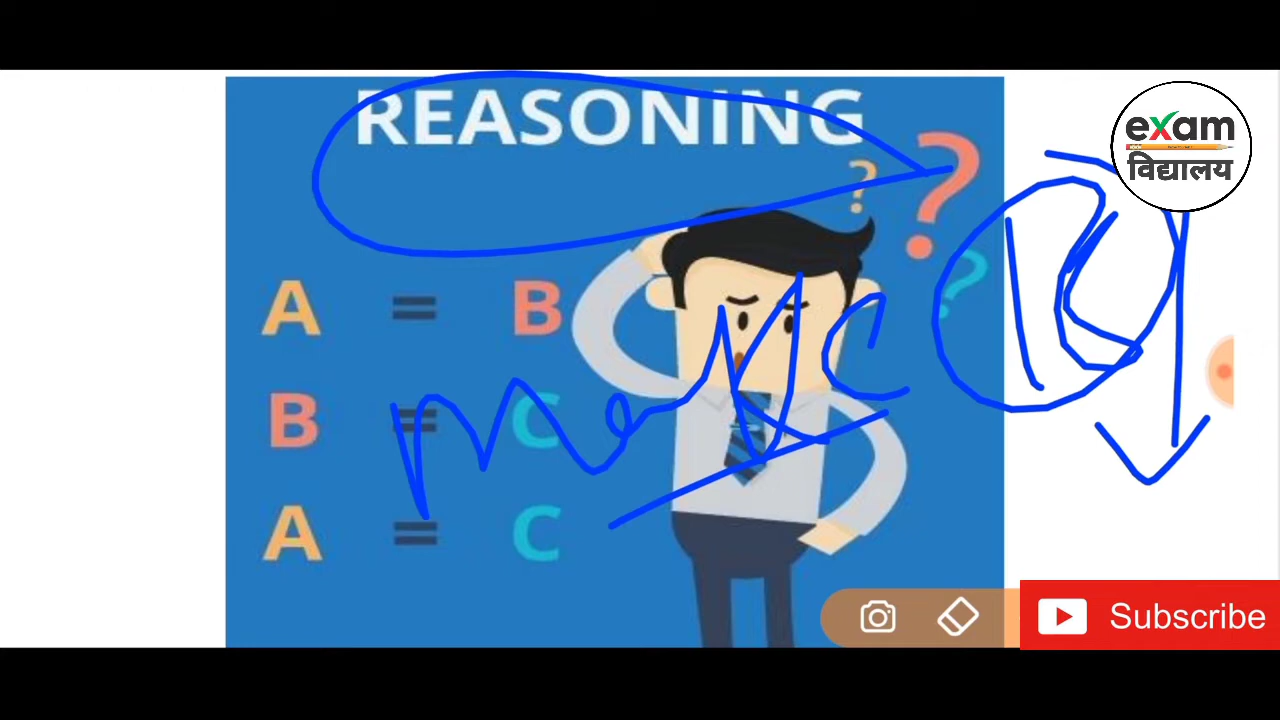 REASONING
exam
विद्यालय
? ? ?
A = B
B = C
A = C
Subscribe